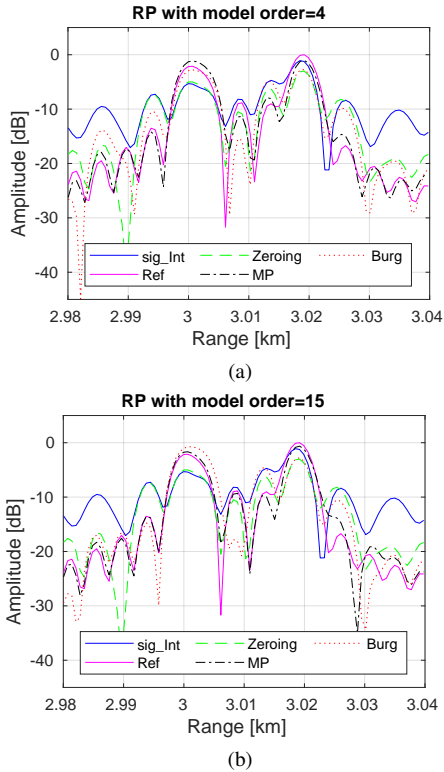 RP with model order=4
0
-10
-20
-30
-40
Amplitude [dB]
sig_Int Zeroing Burg
Ref MP
2.98 2.99 3 3.01 3.02 3.03 3.04
Range [km]
(a)
RP with model order=15
0
-10
-20
-30
-40
Amplitude [dB]
sig_Int Zeroing Burg
Ref MP
2.98 2.99 3 3.01 3.02 3.03 3.04
Range [km]
(b)